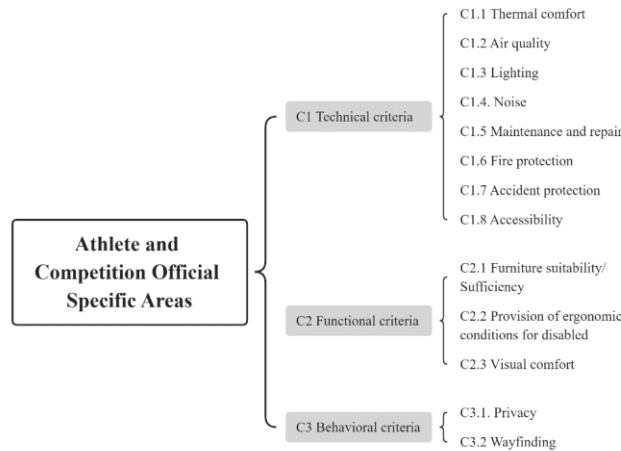 Athlete and
Competition Official
Specific Areas
C1 Technical criteria
C1.1 Thermal comfort
C1.2 Air quality
C1.3 Lighting
C1.4. Noise
C1.5 Maintenance and repair
C1.6 Fire protection
C1.7 Accident protection
C1.8 Accessibility
C2 Functional criteria
C2.1 Furniture suitability/
Sufficiency
C2.2 Provision of ergonomic
conditions for disabled
C2.3 Visual comfort
C3 Behavioral criteria
C3.1. Privacy
C3.2 Wayfinding